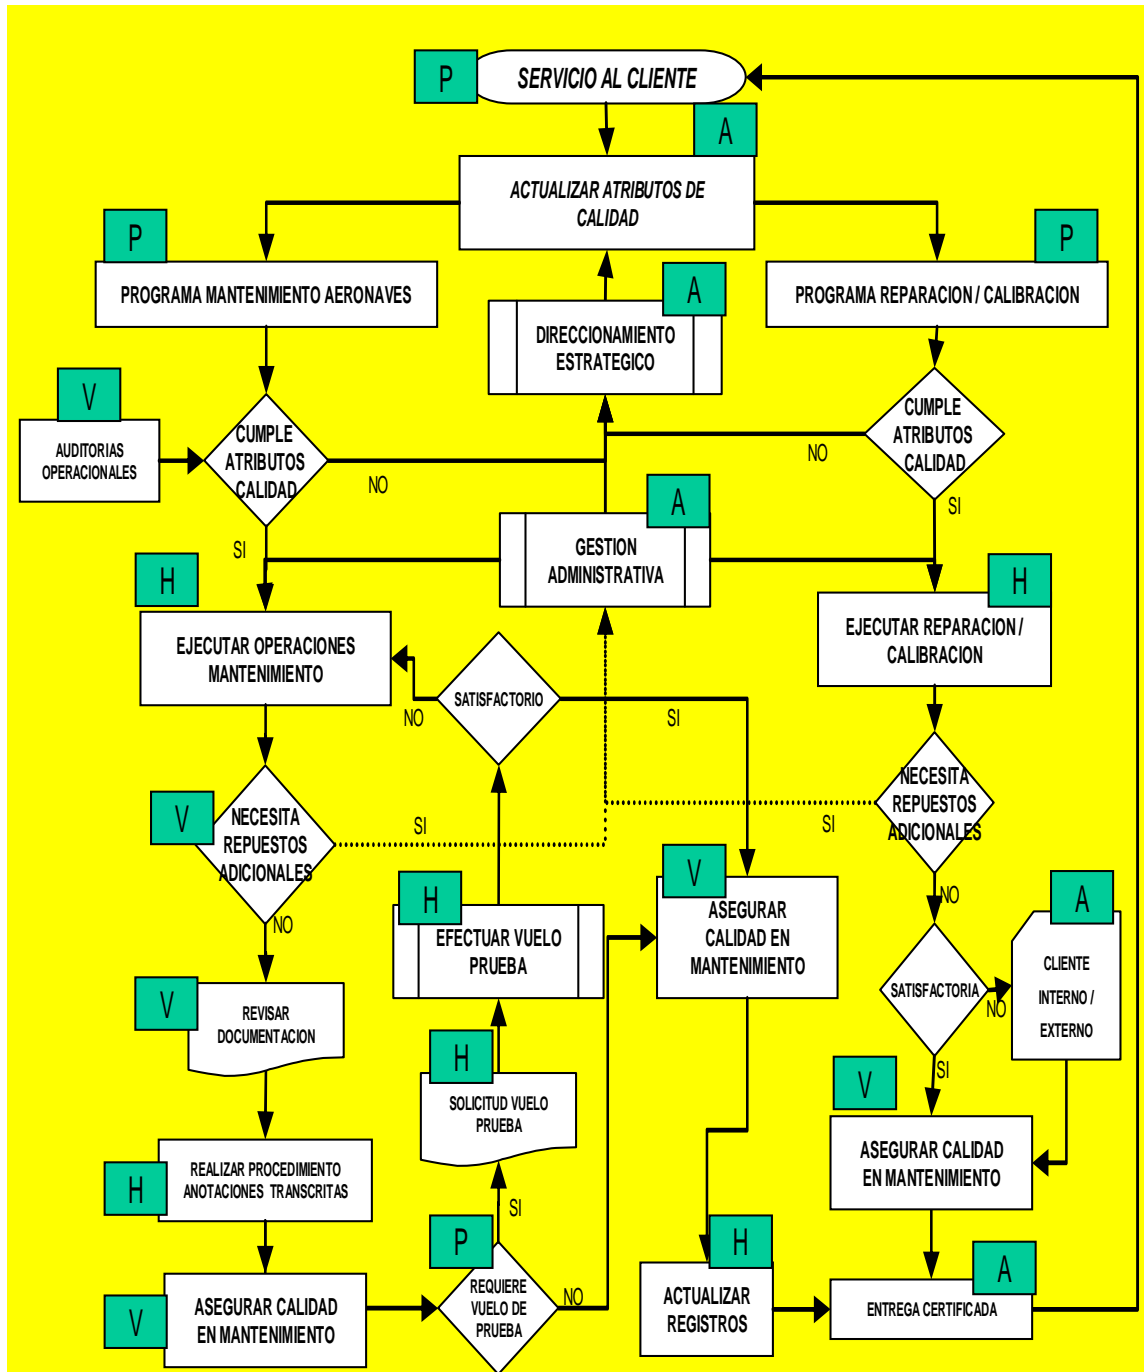 P
SERVICIO AL CLIENTE
A
ACTUALIZAR ATRIBUTOS DE
CALIDAD
P
PROGRAMA MANTENIMIENTO AERONAVES
P
PROGRAMA REPARACION / CALIBRACION
A
DIRECCIONAMIENTO
ESTRATEGICO
V
AUDITORIAS
OPERACIONALES
CUMPLE
ATRIBUTOS
CALIDAD
NO
SI
CUMPLE
ATRIBUTOS
CALIDAD
NO
SI
A
GESTION
ADMINISTRATIVA
H
EJECUTAR OPERACIONES
MANTENIMIENTO
H
EJECUTAR REPARACION /
CALIBRACION
SATISFACTORIO
NO
SI
V
NECESITA
REPUESTOS
ADICIONALES
SI
NO
NECESITA
REPUESTOS
ADICIONALES
SI
NO
H
EFECTUAR VUELO
PRUEBA
V
ASEGURAR
CALIDAD EN
MANTENIMIENTO
A
CLIENTE
INTERNO /
EXTERNO
SATISFACTORIA
NO
SI
V
REVISAR
DOCUMENTACION
H
SOLICITUD VUELO
PRUEBA
V
ASEGURAR CALIDAD
EN MANTENIMIENTO
H
REALIZAR PROCEDIMIENTO
ANOTACIONES TRANSCRITAS
SI
P
REQUIERE
VUELO DE
PRUEBA
NO
V
ASEGURAR CALIDAD
EN MANTENIMIENTO
H
ACTUALIZAR
REGISTROS
A
ENTREGA CERTIFICADA